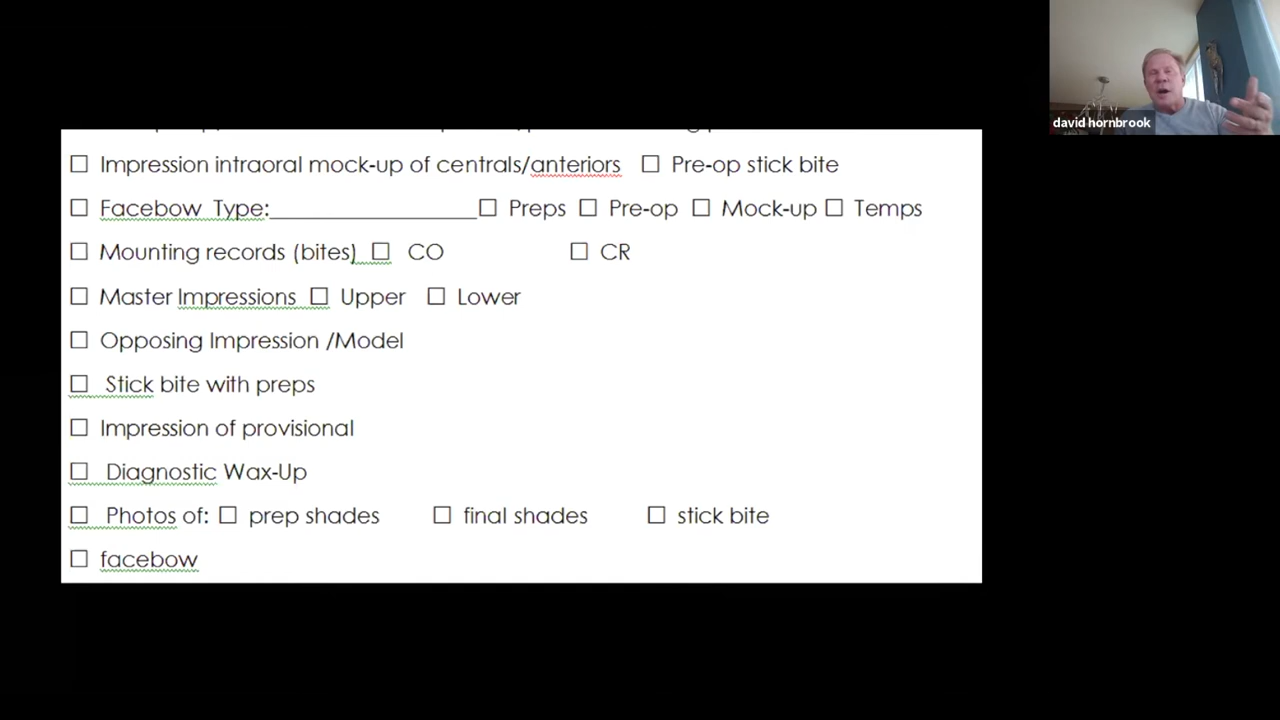 david hornbrook
☐ Impression intraoral mock-up of centrals/anteriors ☐ Pre-op stick bite
☐ Facebow Type:_________________☐ Preps ☐ Pre-op ☐ Mock-up ☐ Temps
☐ Mounting records (bites) ☐ CO ☐ CR
☐ Master Impressions ☐ Upper ☐ Lower
☐ Opposing Impression /Model
☐ Stick bite with preps
☐ Impression of provisional
☐ Diagnostic Wax-Up
☐ Photos of: ☐ prep shades ☐ final shades ☐ stick bite
☐ facebow